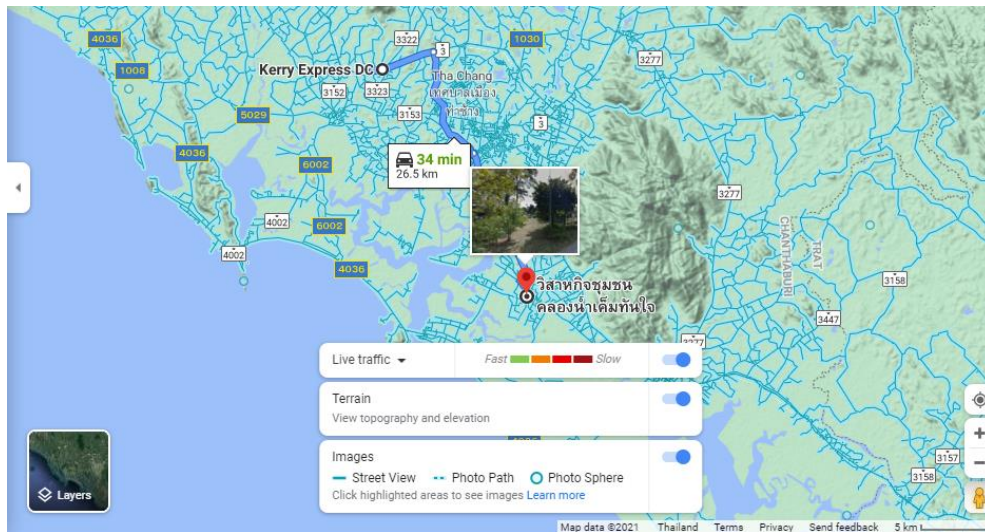 4036
3322
3
1030
3277
1008
Kerry Express DC
3152
3323
Tha Chang
เทศบาลเมือง
ท่าช้าง
5029
3153
3
4036
34 min
26.5 km
6002
3277
4002
6002
4002
4036
CHANTHABURI
TRAT
3158
วิสาหกิจชุมชน
คลองน้ำเค็มทันใจ
3447
3277
Live traffic
Fast
Slow
Terrain
View topography and elevation
Images
Street View
Photo Path
Photo Sphere
Click highlighted areas to see images Learn more
Layers
3157
3158
Map data ©2021 Thailand Terms Privacy Send feedback 5 km